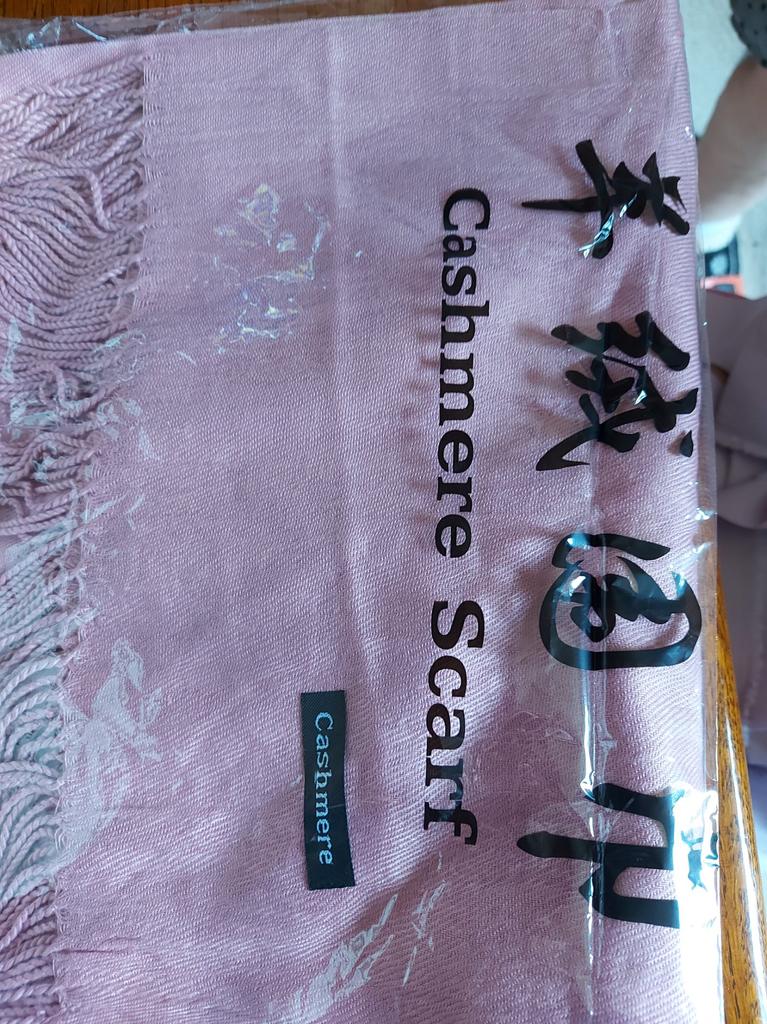 羊绒围巾
Cashmere Scarf
Cashmere